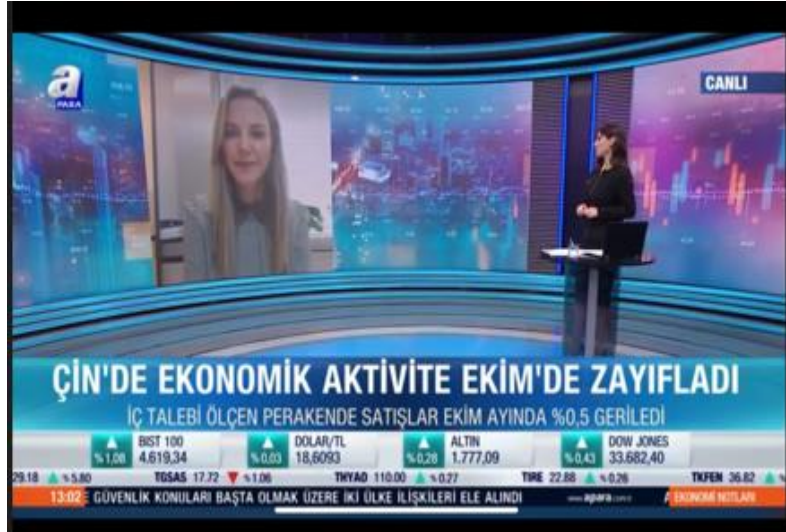 a
PARA
CANLI
ÇİN'DE EKONOMİK AKTİVİTE EKİM'DE ZAYIFLADI
İÇ TALEBİ ÖLÇEN PERAKENDE SATIŞLAR EKİM AYINDA %0,5 GERİLEDİ
%1,08 BIST 100 4.619,34
%0,03 DOLAR/TL 18,6093
%0,28 ALTIN 1.777,09
%0,43 DOW JONES 33.682,40
29.18 %5.80 TGSAS 17.72 %1.06 THYAO 110.00 %0.27 TIRE 22.88 %0.26 TKFEN 36.82
13:02 GÜVENLİK KONULARI BAŞTA OLMAK ÜZERE İKİ ÜLKE İLİŞKİLERİ ELE ALINDI EKONOMİ NOTLARI